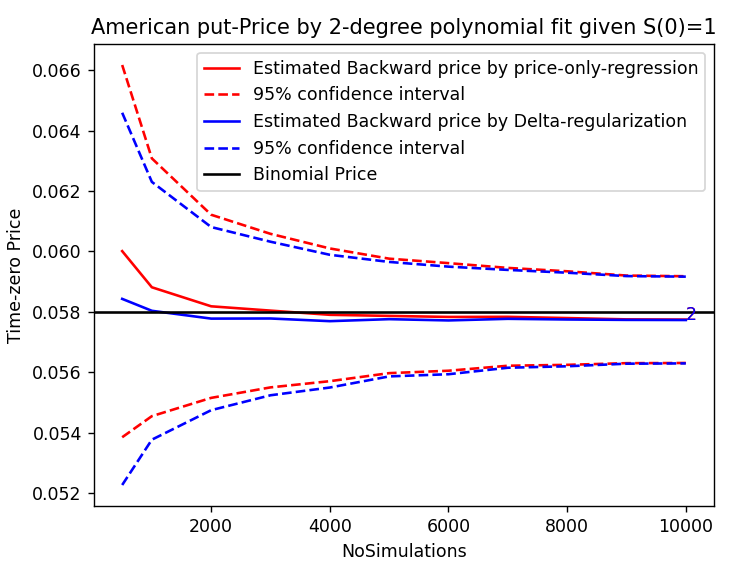 American put-Price by 2-degree polynomial fit given S(0)=1
Estimated Backward price by price-only-regression
95% confidence interval
Estimated Backward price by Delta-regularization
95% confidence interval
Binomial Price
Time-zero Price
0.066
0.064
0.062
0.060
0.058
0.056
0.054
0.052
2
2000
4000
6000
8000
10000
NoSimulations